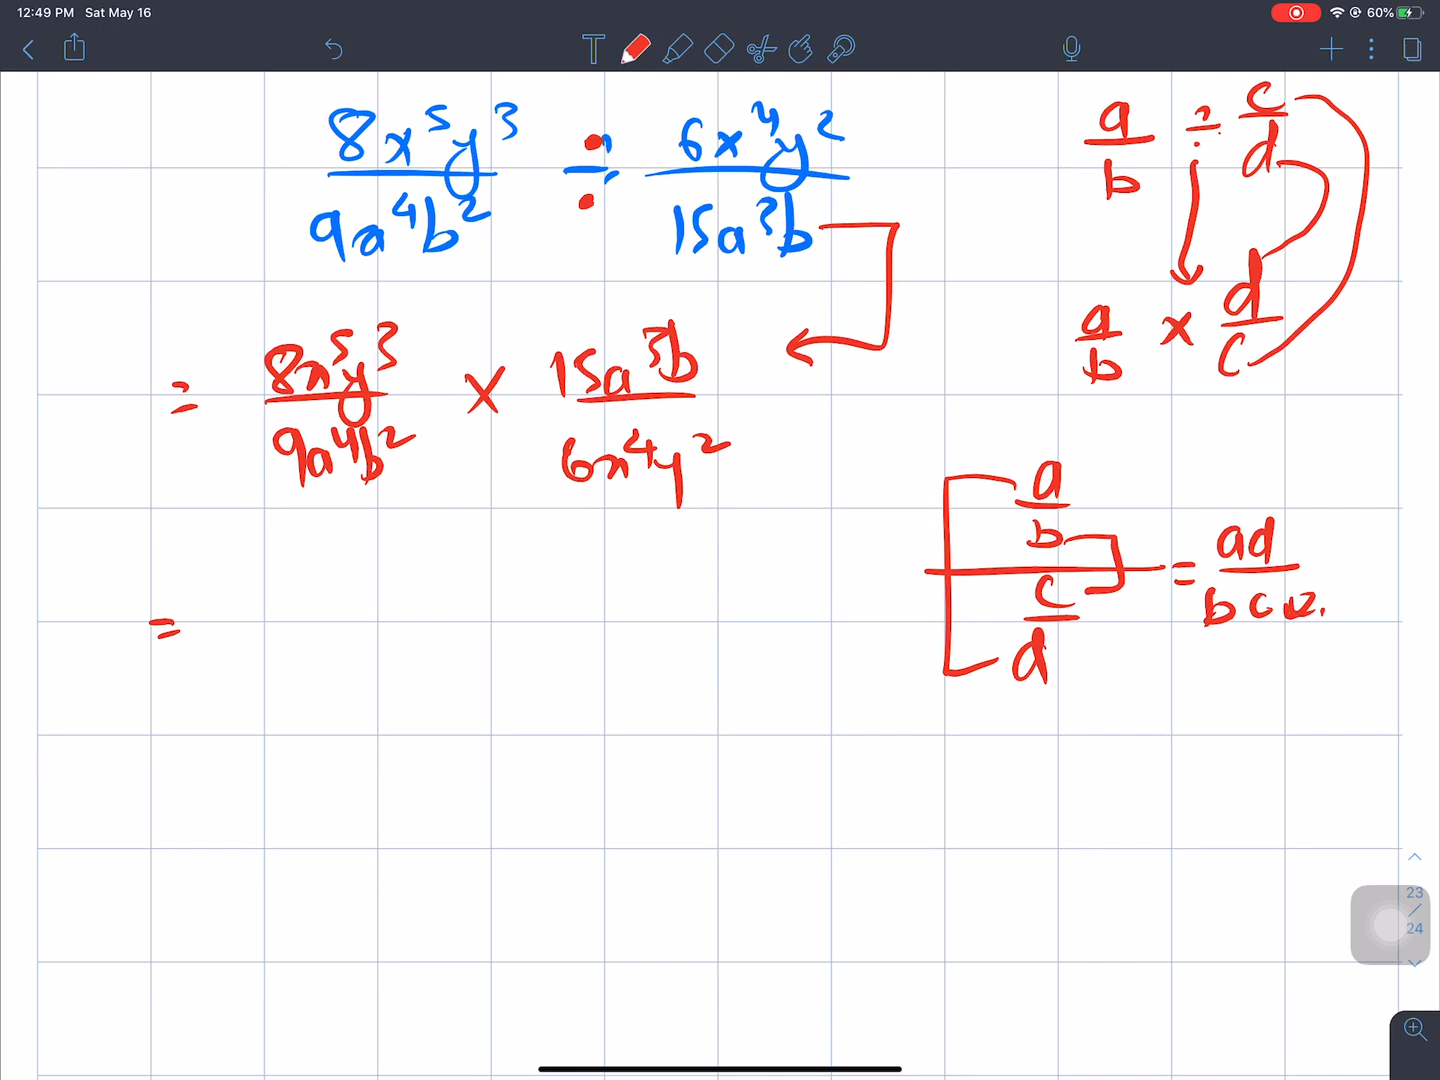 12:49 PM Sat May 16
60%
8x⁵y³/9a⁴b² ÷ 6x⁴y²/15a³b
= 8x⁵y³/9a⁴b² × 15a³b/6x⁴y²
=
a/b ÷ c/d
a/b × d/c
(a/b)/(c/d) = ad/bc
23
/
24